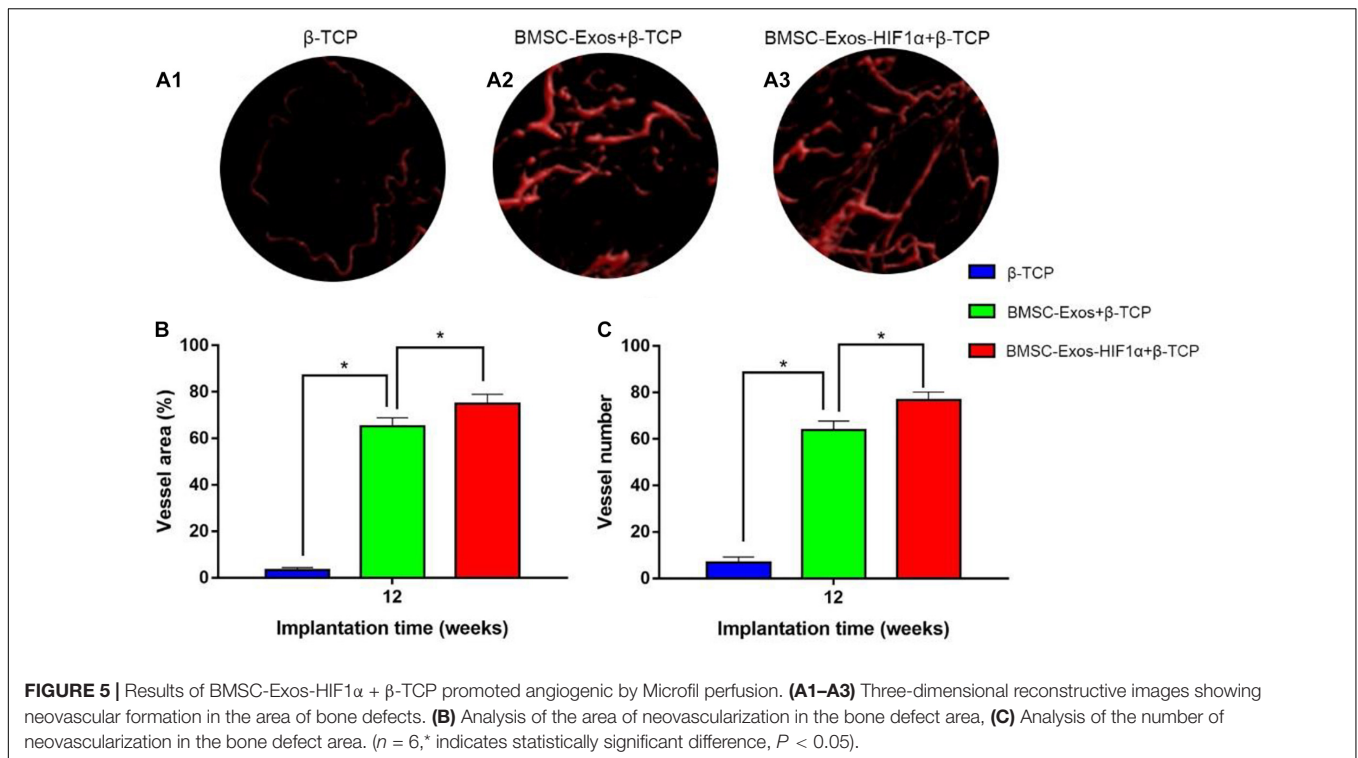 β-TCP
BMSC-Exos+β-TCP
BMSC-Exos-HIF1α+β-TCP
A1
A2
A3
β-TCP
BMSC-Exos+β-TCP
BMSC-Exos-HIF1α+β-TCP
B
Vessel area (%)
100
80
60
40
20
0
*
*
12
Implantation time (weeks)
C
Vessel number
100
80
60
40
20
0
*
*
12
Implantation time (weeks)
FIGURE 5 | Results of BMSC-Exos-HIF1α + β-TCP promoted angiogenic by Microfil perfusion. (A1–A3) Three-dimensional reconstructive images showing
neovascular formation in the area of bone defects. (B) Analysis of the area of neovascularization in the bone defect area, (C) Analysis of the number of
neovascularization in the bone defect area. (n = 6,* indicates statistically significant difference, P < 0.05).